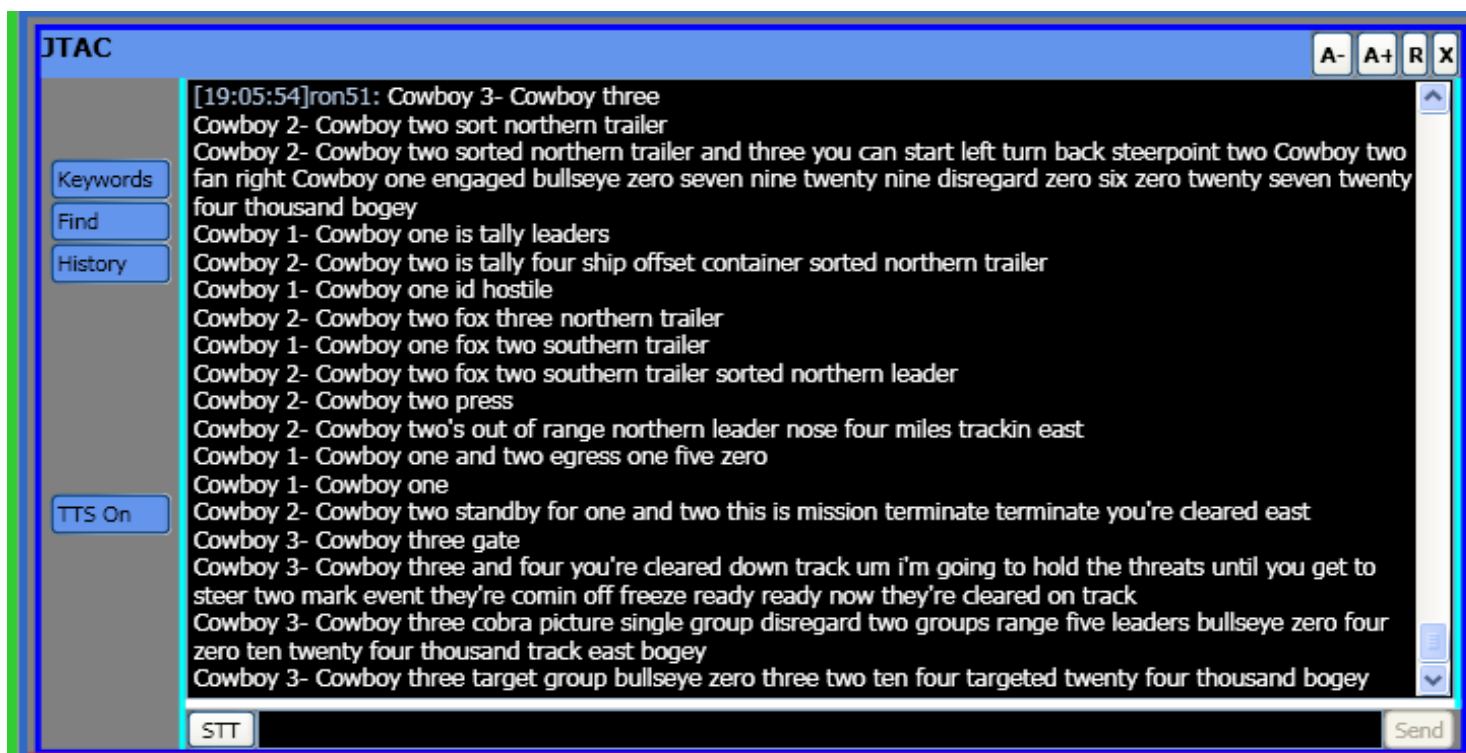 JTAC
A- A+ R X
[19:05:54]ron51: Cowboy 3- Cowboy three
Cowboy 2- Cowboy two sort northern trailer
Cowboy 2- Cowboy two sorted northern trailer and three you can start left turn back steerpoint two Cowboy two
fan right Cowboy one engaged bullseye zero seven nine twenty nine disregard zero six zero twenty seven twenty
four thousand bogey
Cowboy 1- Cowboy one is tally leaders
Cowboy 2- Cowboy two is tally four ship offset container sorted northern trailer
Cowboy 1- Cowboy one id hostile
Cowboy 2- Cowboy two fox three northern trailer
Cowboy 1- Cowboy one fox two southern trailer
Cowboy 2- Cowboy two fox two southern trailer sorted northern leader
Cowboy 2- Cowboy two press
Cowboy 2- Cowboy two's out of range northern leader nose four miles trackin east
Cowboy 1- Cowboy one and two egress one five zero
Cowboy 1- Cowboy one
Cowboy 2- Cowboy two standby for one and two this is mission terminate terminate you're cleared east
Cowboy 3- Cowboy three gate
Cowboy 3- Cowboy three and four you're cleared down track um i'm going to hold the threats until you get to
steer two mark event they're comin off freeze ready ready now they're cleared on track
Cowboy 3- Cowboy three cobra picture single group disregard two groups range five leaders bullseye zero four
zero ten twenty four thousand track east bogey
Cowboy 3- Cowboy three target group bullseye zero three two ten four targeted twenty four thousand bogey
Keywords
Find
History
TTS On
STT
Send